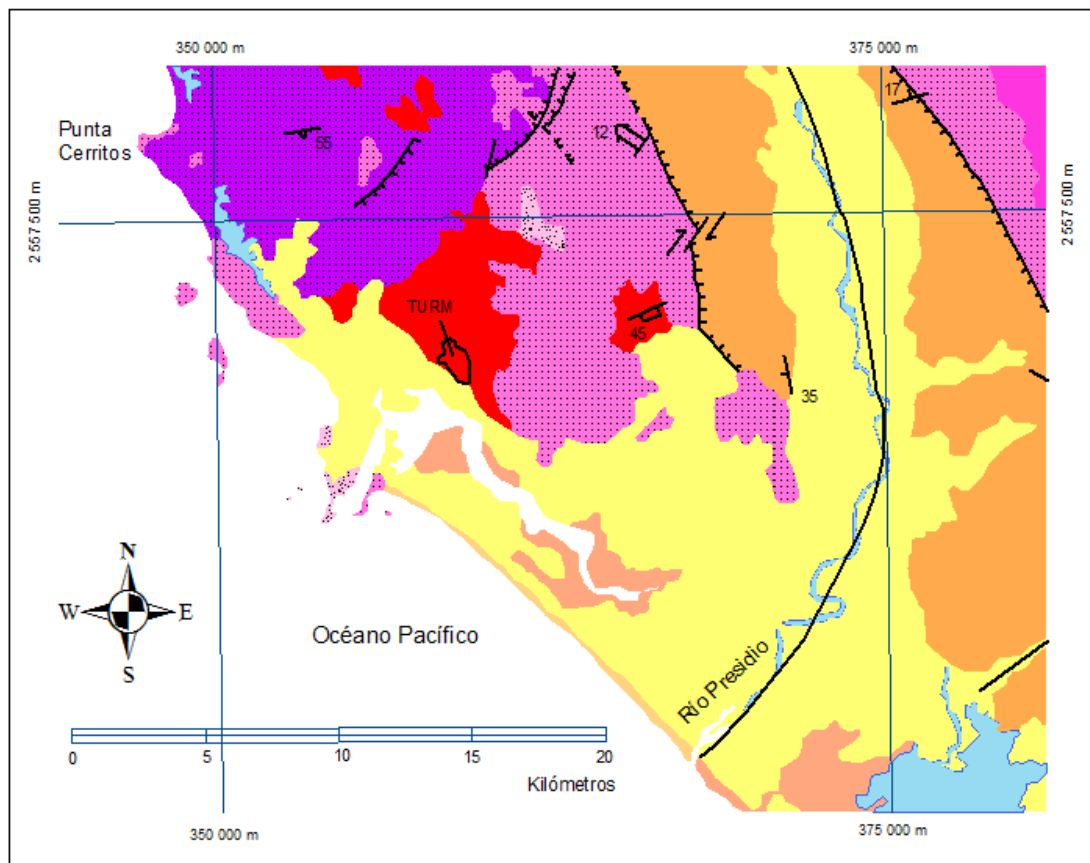 350 000 m
375 000 m
Punta
Cerritos
55
12
17
2 557 500 m
2 557 500 m
TURM
45
35
N
W
E
S
Océano Pacífico
Río Presidio
0
5
10
15
20
Kilómetros
350 000 m
375 000 m